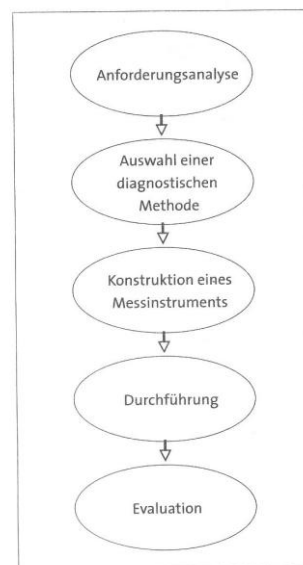 Anforderungsanalyse
Auswahl einer
diagnostischen
Methode
Konstruktion eines
Messinstruments
Durchführung
Evaluation